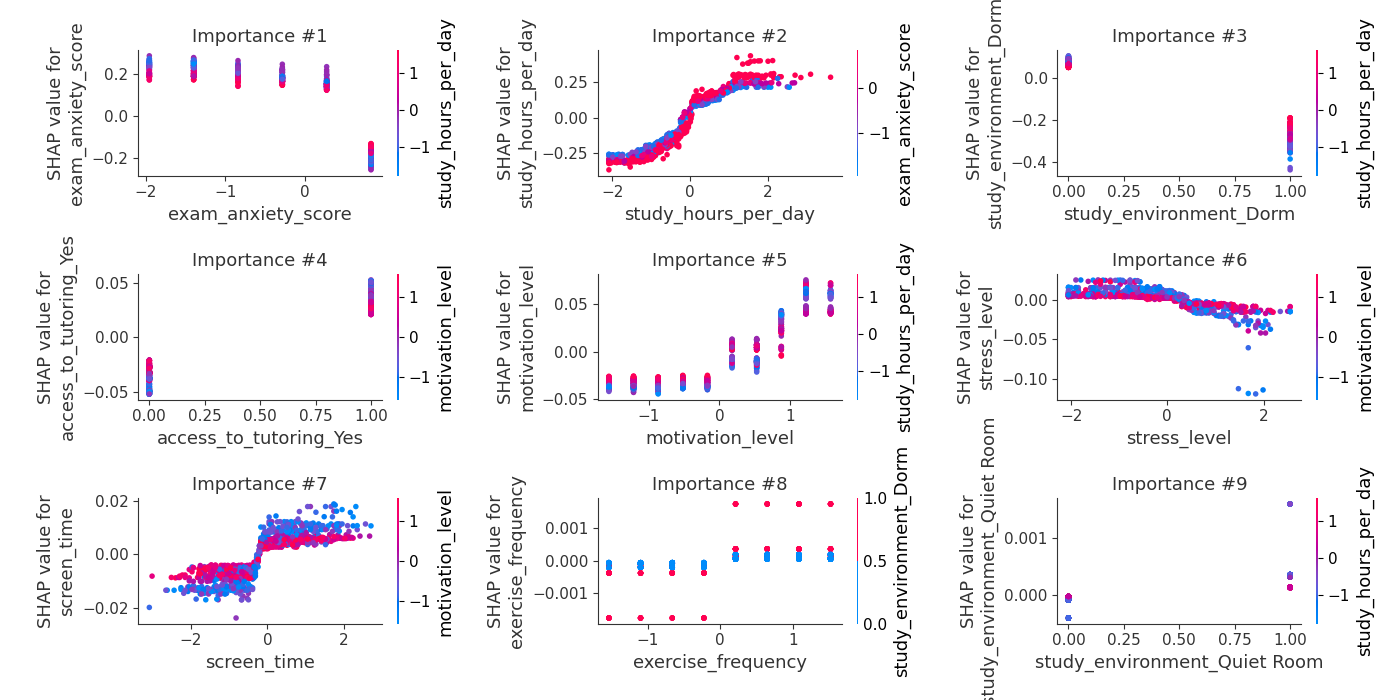 Importance #1
SHAP value for
exam_anxiety_score
0.2
0.0
−0.2
−2
−1
0
exam_anxiety_score
1
0
−1
study_hours_per_day
Importance #2
SHAP value for
study_hours_per_day
0.25
0.00
−0.25
−2
0
2
study_hours_per_day
0
−1
exam_anxiety_score
Importance #3
SHAP value for
study_environment_Dorm
0.0
−0.2
−0.4
0.00
0.25
0.50
0.75
1.00
study_environment_Dorm
1
0
−1
study_hours_per_day
Importance #4
SHAP value for
access_to_tutoring_Yes
0.05
0.00
−0.05
0.00
0.25
0.50
0.75
1.00
access_to_tutoring_Yes
1
0
−1
motivation_level
Importance #5
SHAP value for
motivation_level
0.05
0.00
−0.05
−1
0
1
motivation_level
1
0
−1
study_hours_per_day
Importance #6
SHAP value for
stress_level
0.00
−0.05
−0.10
−2
0
2
stress_level
1
0
−1
motivation_level
Importance #7
SHAP value for
screen_time
0.02
0.00
−0.02
−2
0
2
screen_time
1
0
−1
motivation_level
Importance #8
SHAP value for
exercise_frequency
0.001
0.000
−0.001
−1
0
1
exercise_frequency
1.0
0.5
0.0
study_environment_Dorm
Importance #9
SHAP value for
study_environment_Quiet Room
0.001
0.000
0.00
0.25
0.50
0.75
1.00
study_environment_Quiet Room
1
0
−1
study_hours_per_day